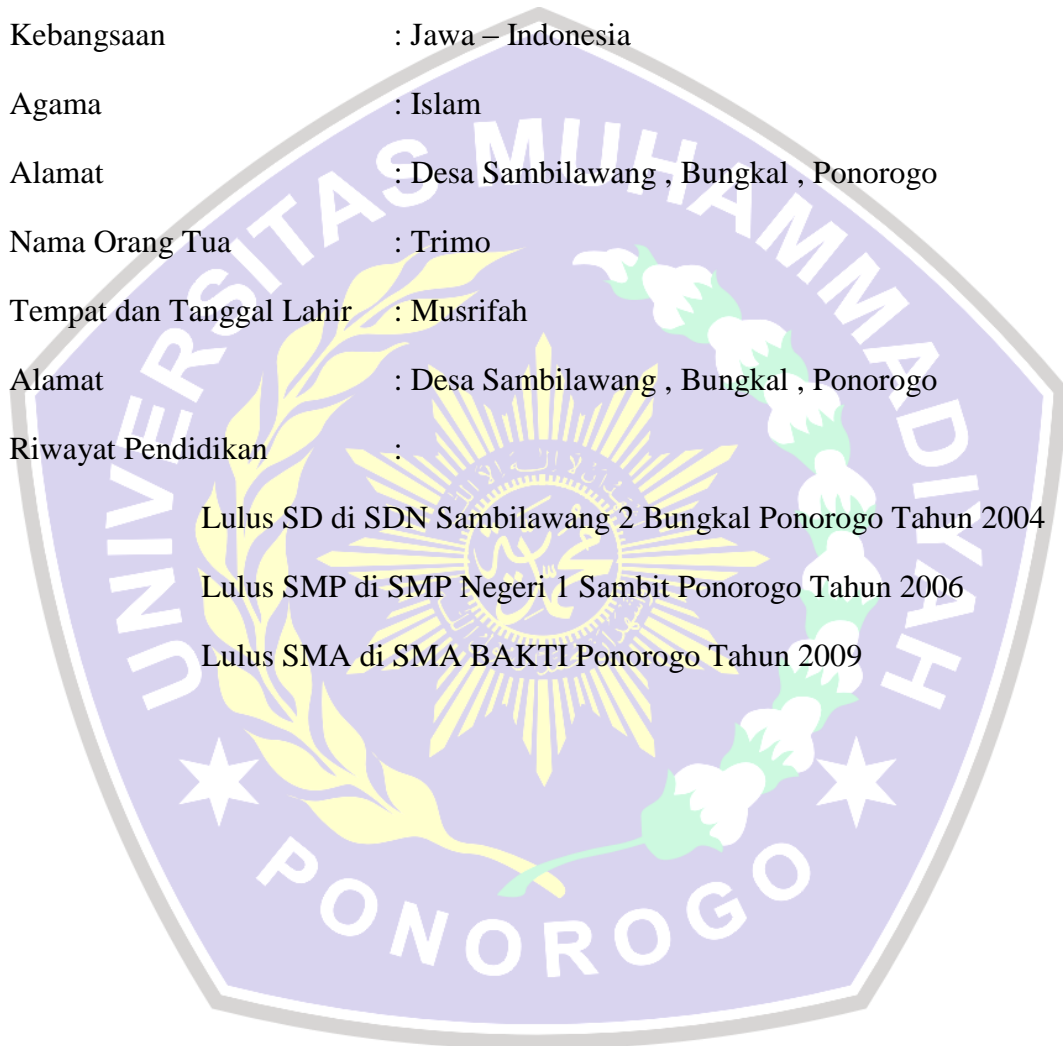 Kebangsaan : Jawa – Indonesia
Agama : Islam
Alamat : Desa Sambilawang , Bungkal , Ponorogo
Nama Orang Tua : Trimo
Tempat dan Tanggal Lahir : Musrifah
Alamat : Desa Sambilawang , Bungkal , Ponorogo
Riwayat Pendidikan :
Lulus SD di SDN Sambilawang 2 Bungkal Ponorogo Tahun 2004
Lulus SMP di SMP Negeri 1 Sambit Ponorogo Tahun 2006
Lulus SMA di SMA BAKTI Ponorogo Tahun 2009
UNIVERSITAS MUHAMMADIYAH
PONOROGO